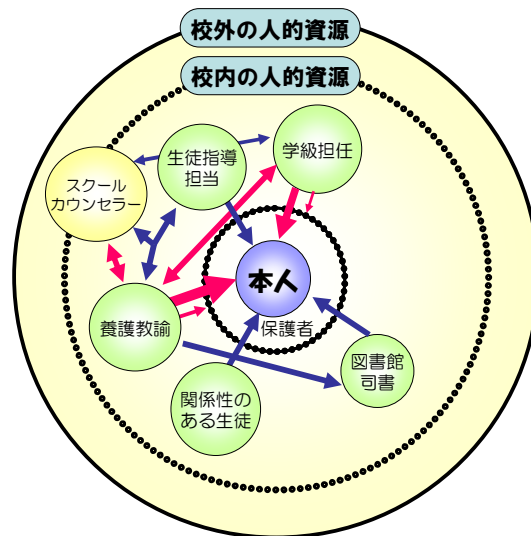 校外の人的資源
校内の人的資源
生徒指導
担当
学級担任
スクール
カウンセラー
本人
養護教諭
保護者
図書館
司書
関係性の
ある生徒